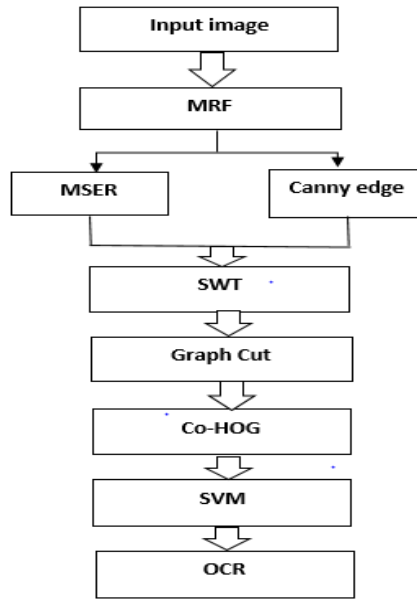 Input image
MRF
MSER
Canny edge
SWT
Graph Cut
Co-HOG
SVM
OCR